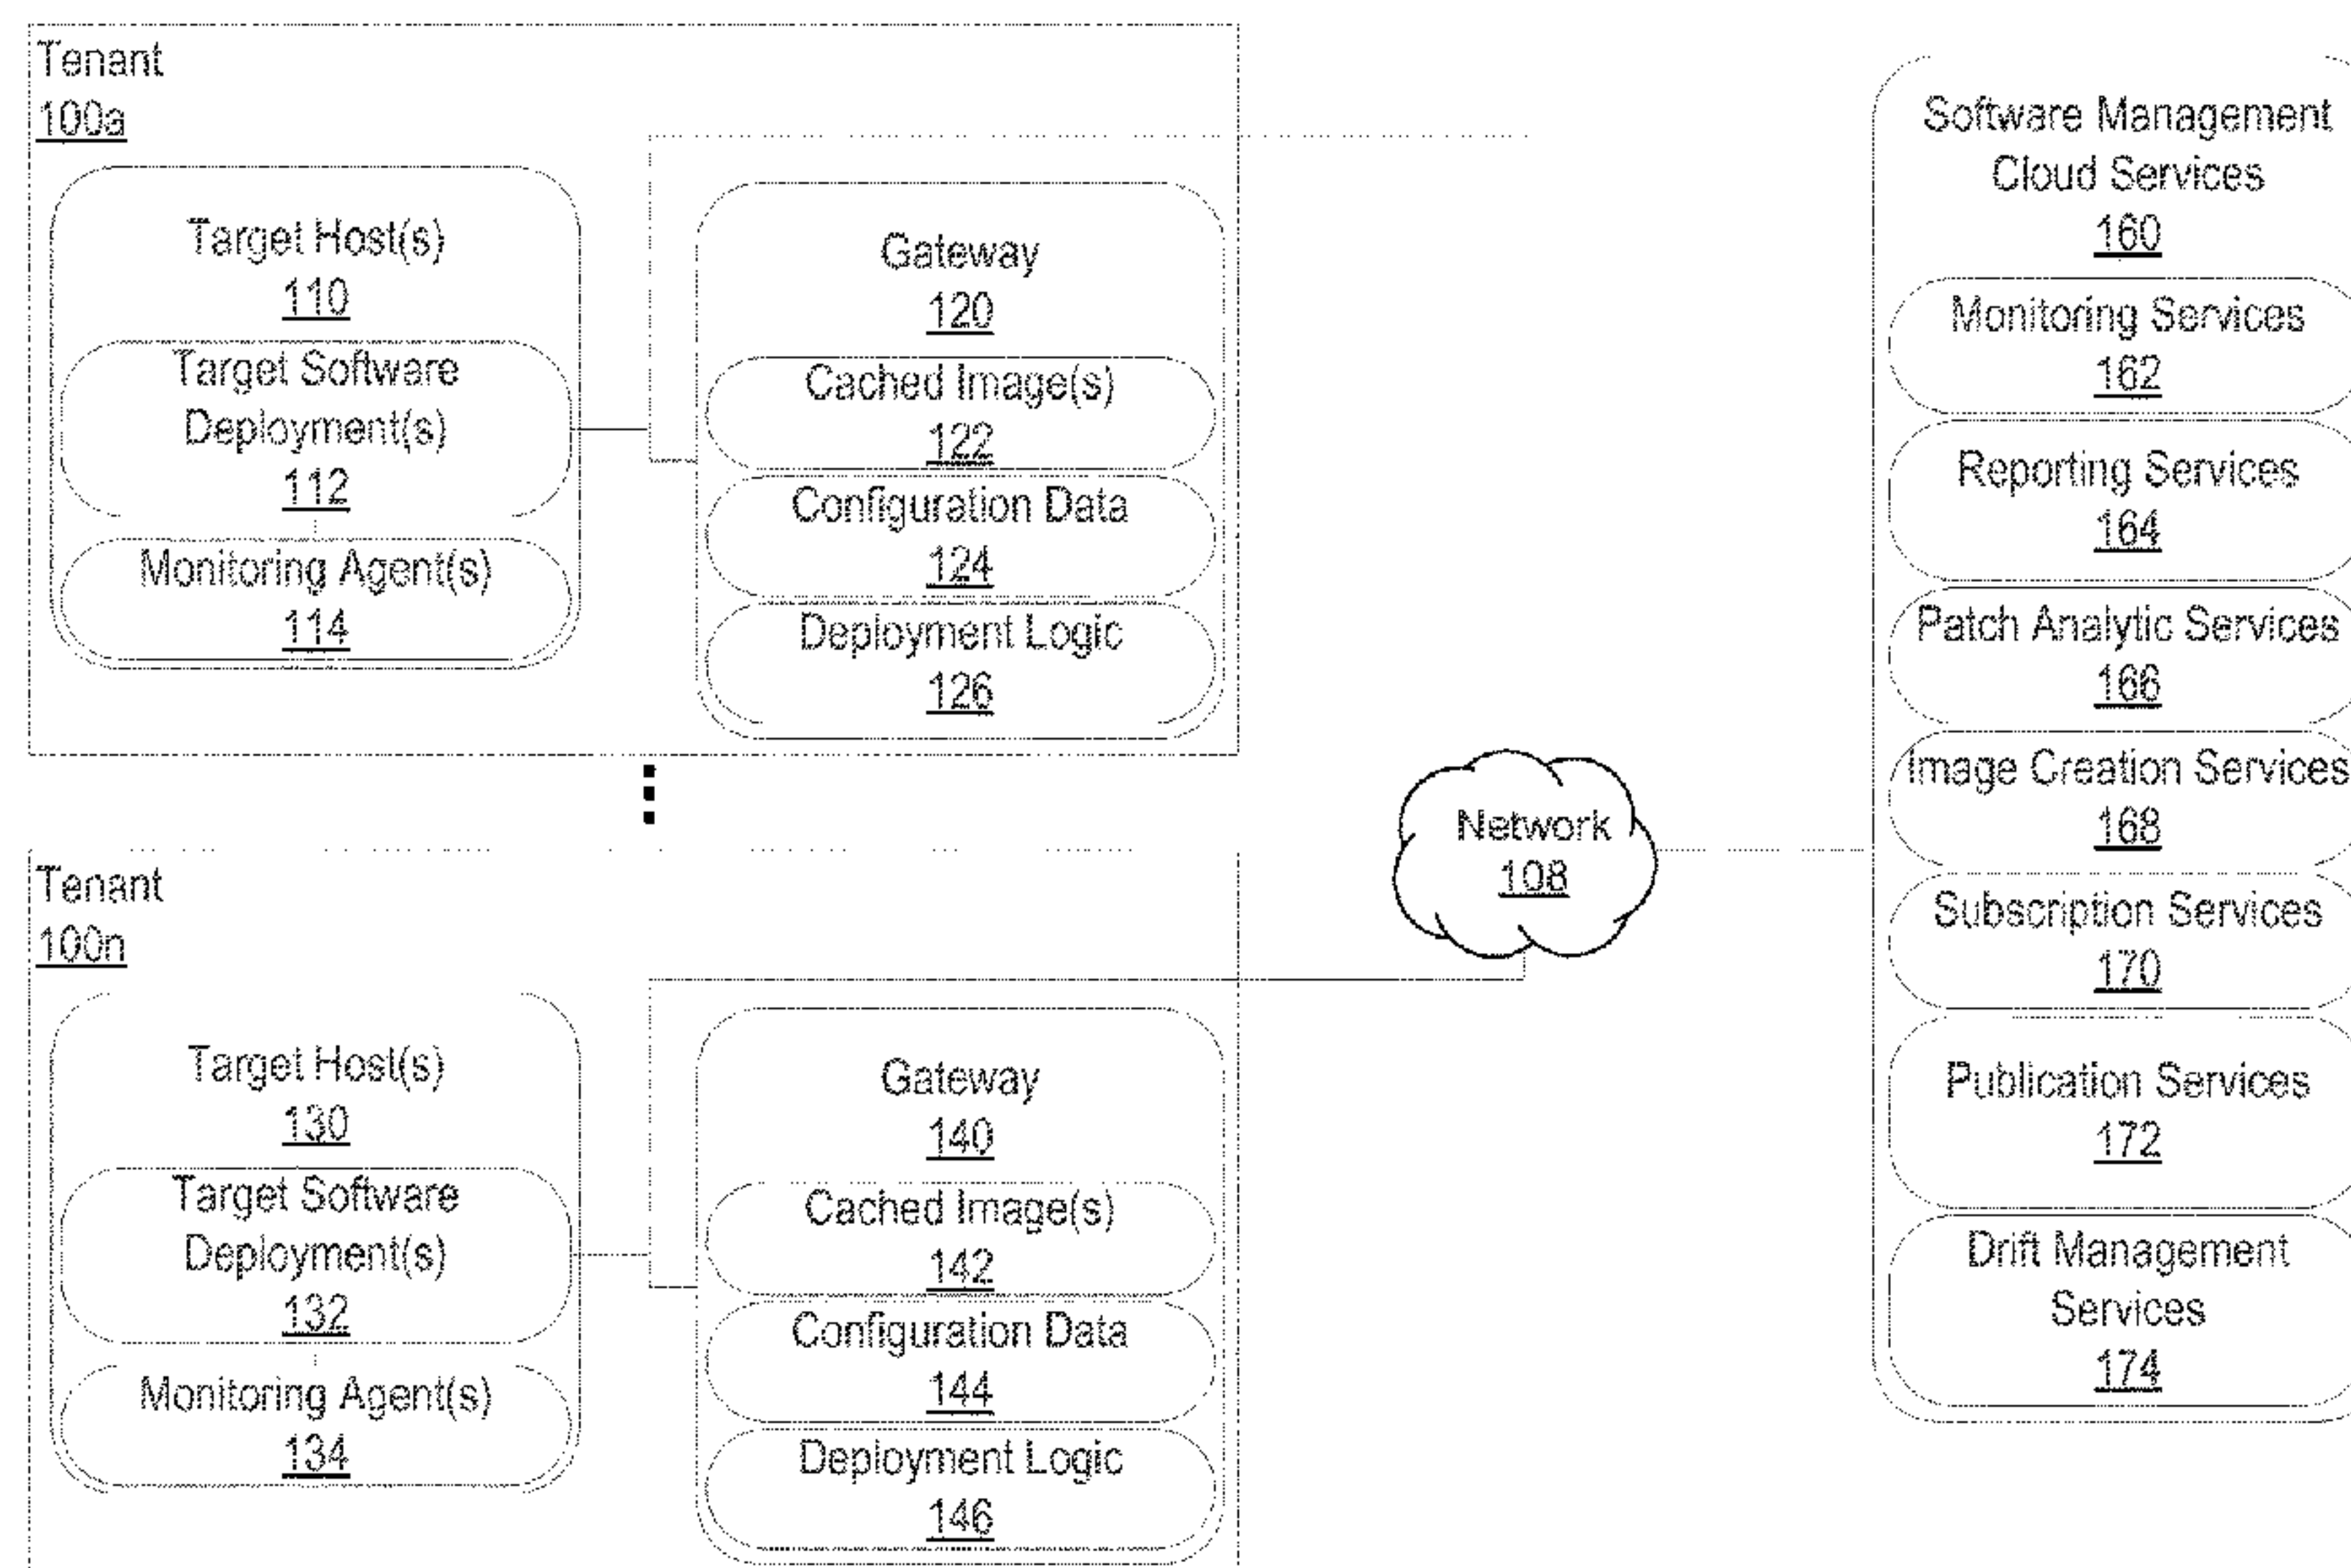 Tenant
100a
Target Host(s)
110
Target Software
Deployment(s)
112
Monitoring Agent(s)
114
Gateway
120
Cached Image(s)
122
Configuration Data
124
Deployment Logic
126
Tenant
100n
Target Host(s)
130
Target Software
Deployment(s)
132
Monitoring Agent(s)
134
Gateway
140
Cached Image(s)
142
Configuration Data
144
Deployment Logic
146
Network
108
Software Management
Cloud Services
160
Monitoring Services
162
Reporting Services
164
Patch Analytic Services
166
Image Creation Services
168
Subscription Services
170
Publication Services
172
Drift Management
Services
174